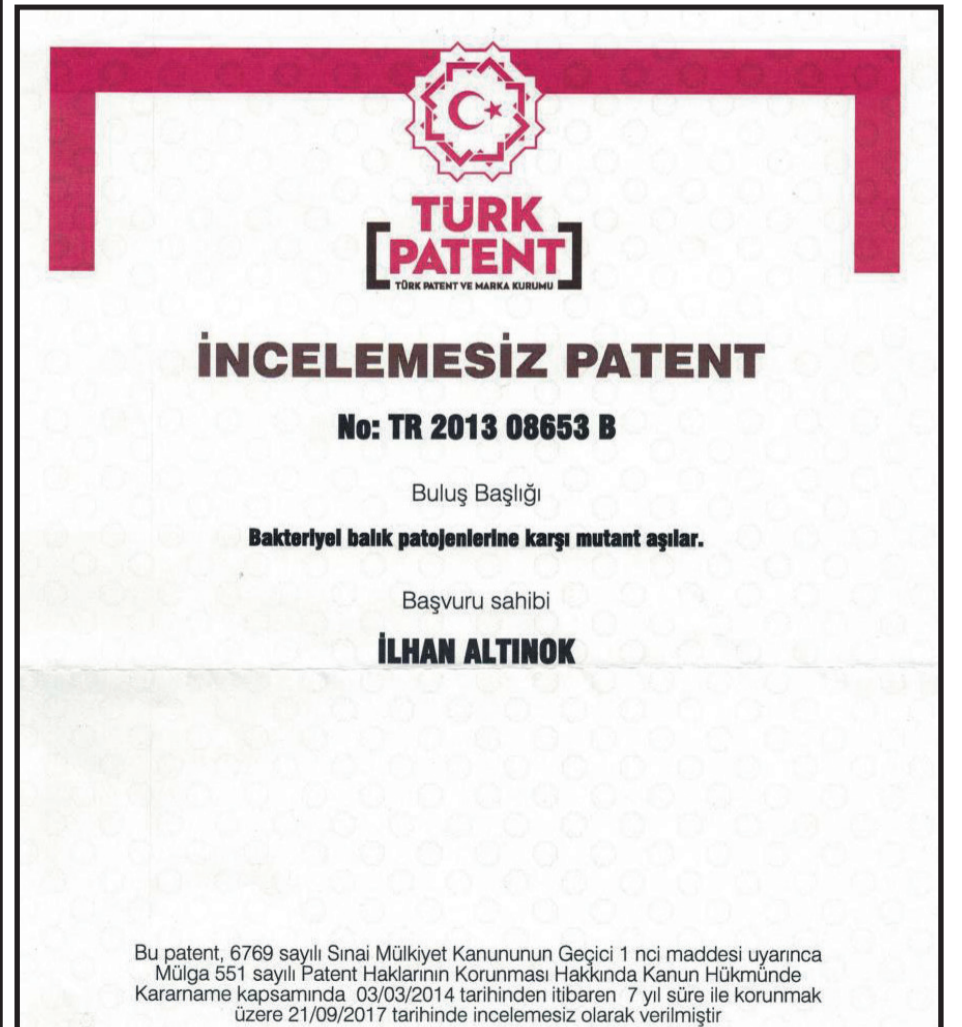 TÜRK
PATENT
TÜRK PATENT VE MARKA KURUMU
İNCELEMESİZ PATENT
No: TR 2013 08653 B
Buluş Başlığı
Bakteriyel balık patojenlerine karşı mutant aşılar.
Başvuru sahibi
İLHAN ALTINOK
Bu patent, 6769 sayılı Sınai Mülkiyet Kanununun Geçici 1 nci maddesi uyarınca
Mülga 551 sayılı Patent Haklarının Korunması Hakkında Kanun Hükmünde
Kararname kapsamında 03/03/2014 tarihinden itibaren 7 yıl süre ile korunmak
üzere 21/09/2017 tarihinde incelemesiz olarak verilmiştir